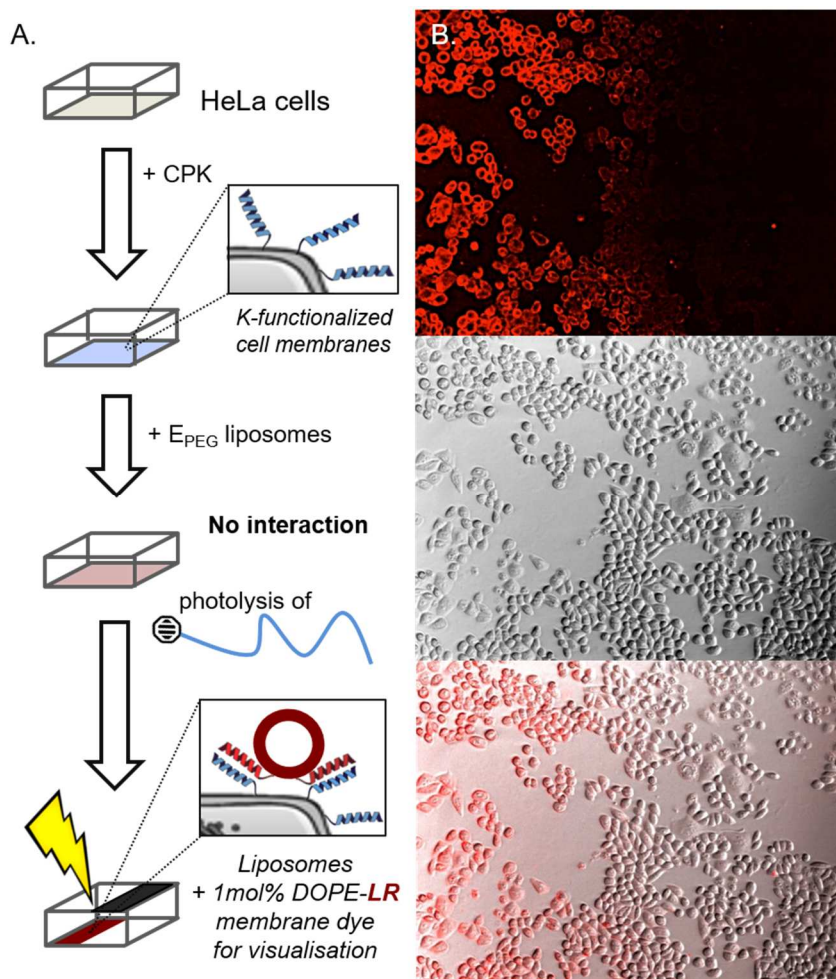 A.
HeLa cells
+ CPK
K-functionalized
cell membranes
+ EPEG liposomes
No interaction
photolysis of
Liposomes
+ 1mol% DOPE-LR
membrane dye
for visualisation
B.